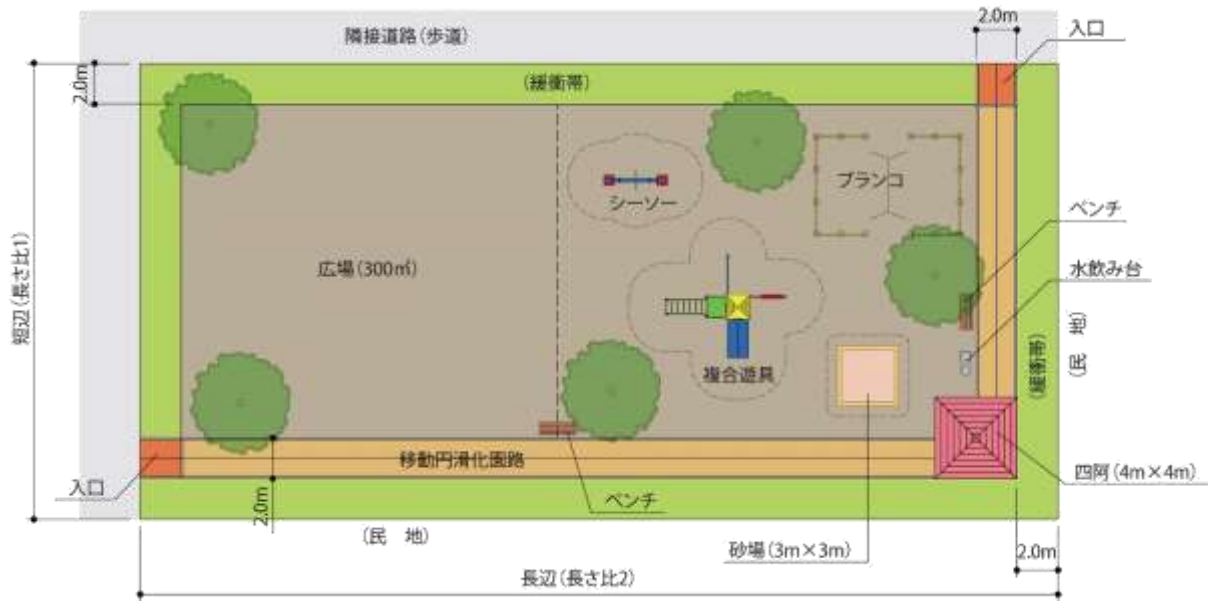 2.0m
入口
隣接道路(歩道)
2.0m
(緩衝帯)
シーソー
ブランコ
ベンチ
水飲み台
広場(300㎡)
短辺(長さ比1)
(緩衝帯)
(民 地)
複合遊具
移動円滑化園路
入口
2.0m
ベンチ
四阿(4m×4m)
(民 地)
砂場(3m×3m)
2.0m
長辺(長さ比2)